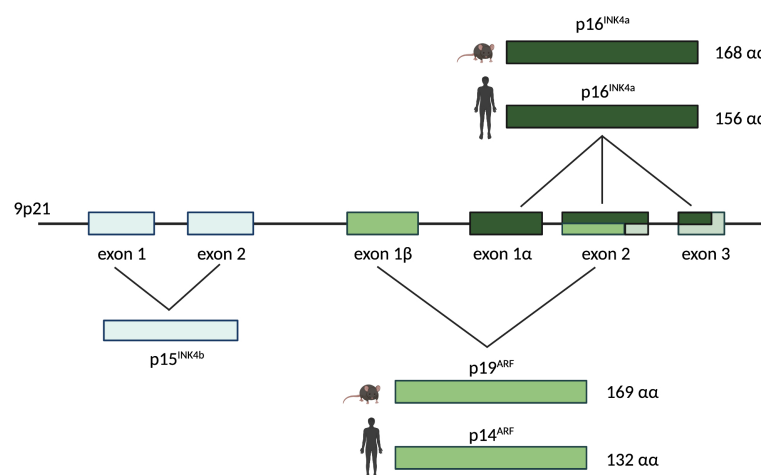 p16INK4a
168 αα
p16INK4a
156 αα
9p21
exon 1
exon 2
exon 1β
exon 1α
exon 2
exon 3
p15INK4b
p19ARF
169 αα
p14ARF
132 αα